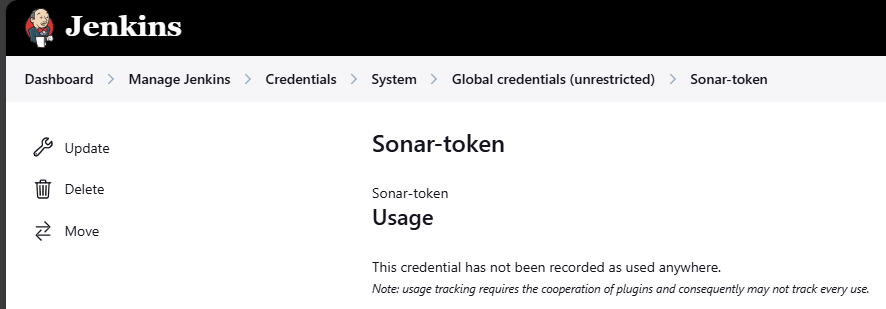 Jenkins
Dashboard > Manage Jenkins > Credentials > System > Global credentials (unrestricted) > Sonar-token
Update
Delete
Move
Sonar-token
Sonar-token
Usage
This credential has not been recorded as used anywhere.
Note: usage tracking requires the cooperation of plugins and consequently may not track every use.